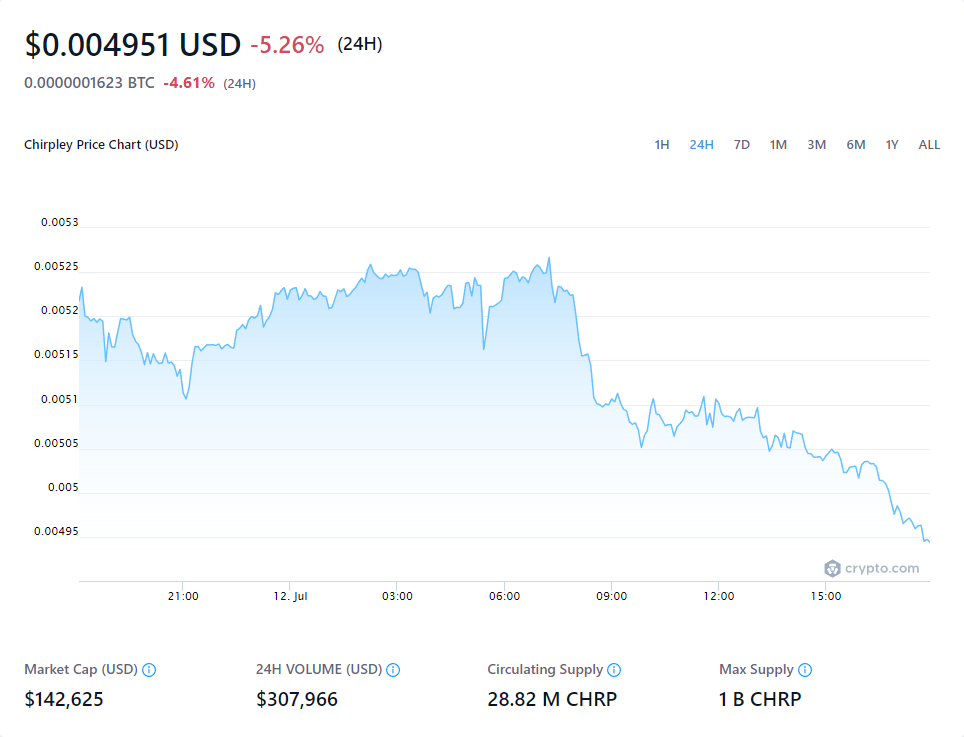 $0.004951 USD -5.26% (24H)
0.0000001623 BTC -4.61% (24H)
Chirpley Price Chart (USD) 1H 24H 7D 1M 3M 6M 1Y ALL
0.0053
0.00525
0.0052
0.00515
0.0051
0.00505
0.005
0.00495
crypto.com
21:00 12. Jul 03:00 06:00 09:00 12:00 15:00
Market Cap (USD) 24H VOLUME (USD) Circulating Supply Max Supply
$142,625 $307,966 28.82 M CHRP 1 B CHRP